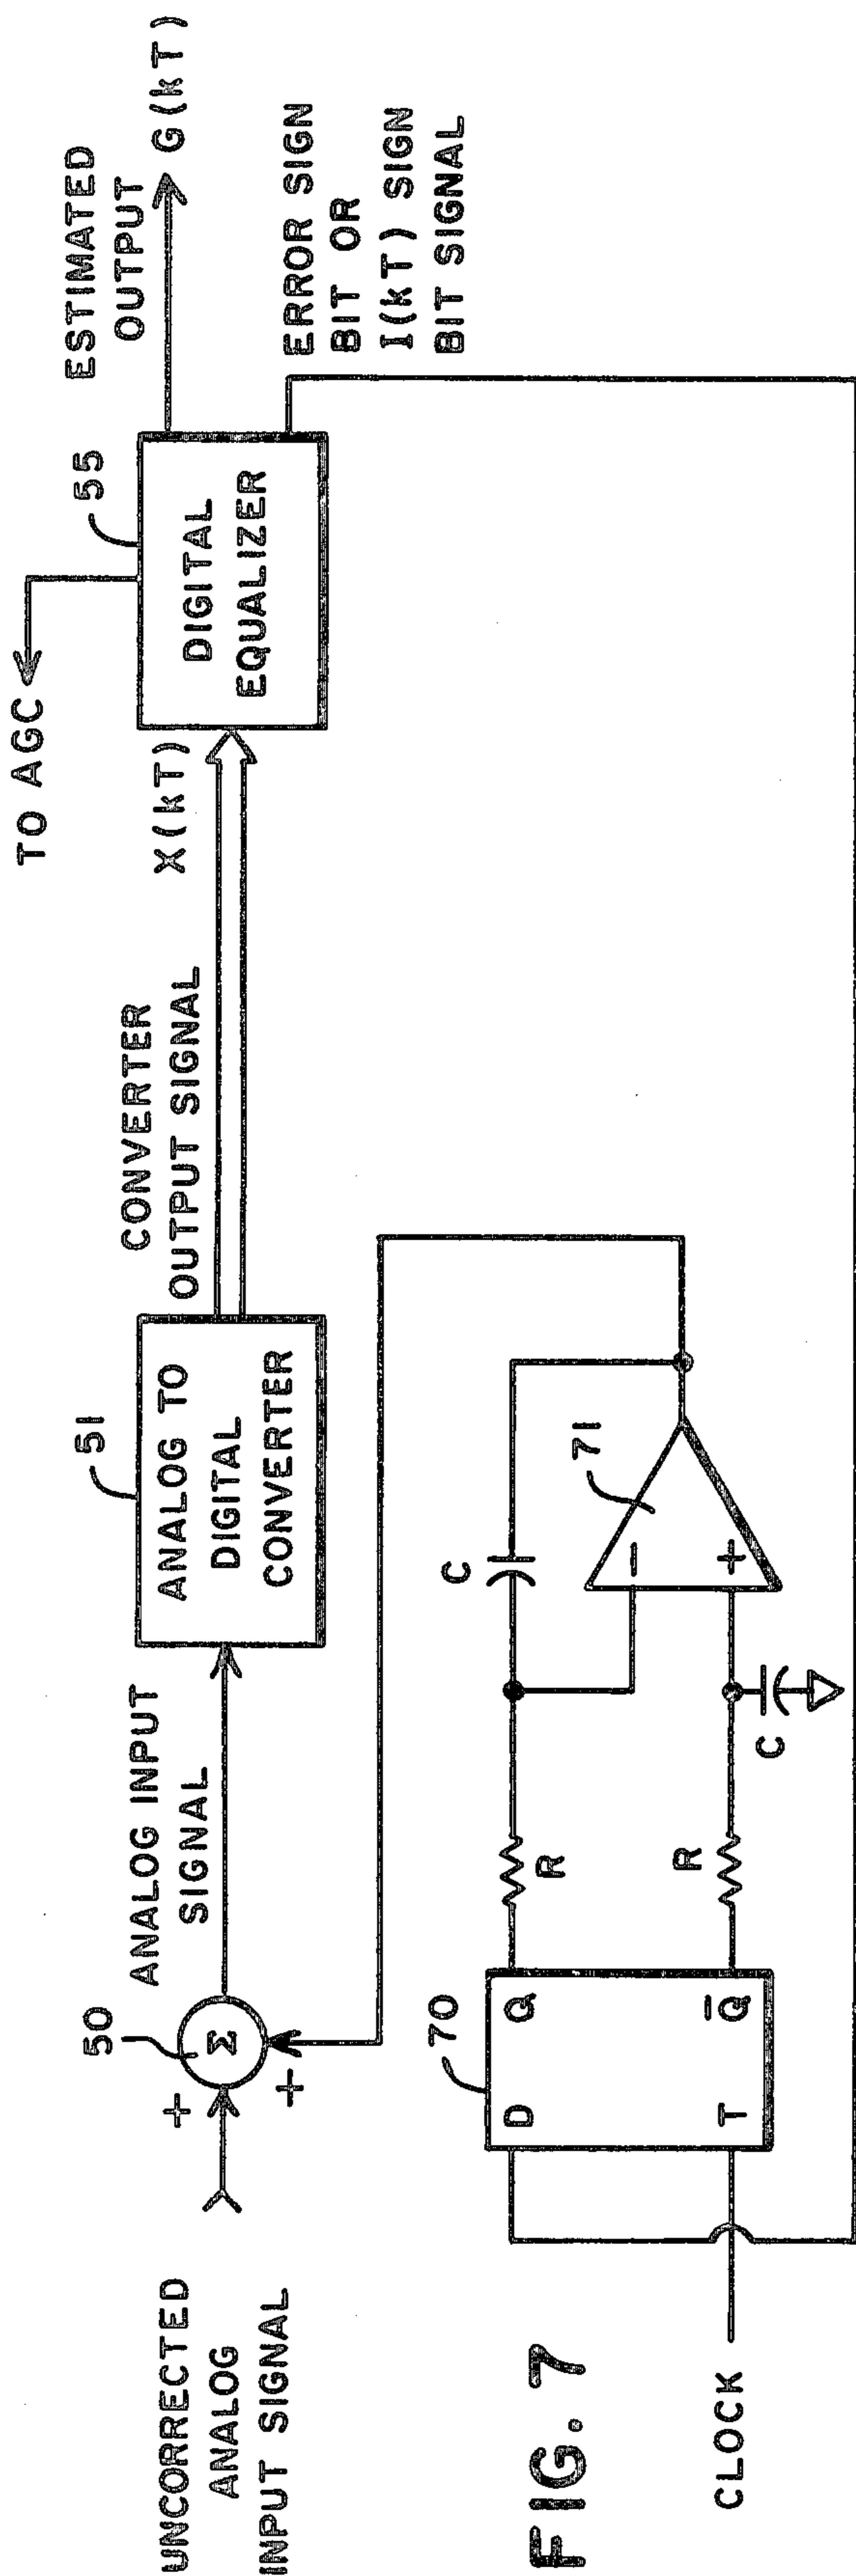 UNCORRECTED
ANALOG
INPUT SIGNAL
+
+
50
Σ
ANALOG INPUT
SIGNAL
51
ANALOG TO
DIGITAL
CONVERTER
CONVERTER
OUTPUT SIGNAL
X(kT)
TO AGC
55
DIGITAL
EQUALIZER
ESTIMATED
OUTPUT
G(kT)
ERROR SIGN
BIT OR
I(kT) SIGN
BIT SIGNAL
70
D
Q
T
Q̅
R
R
C
C
71
-
+
CLOCK
FIG. 7